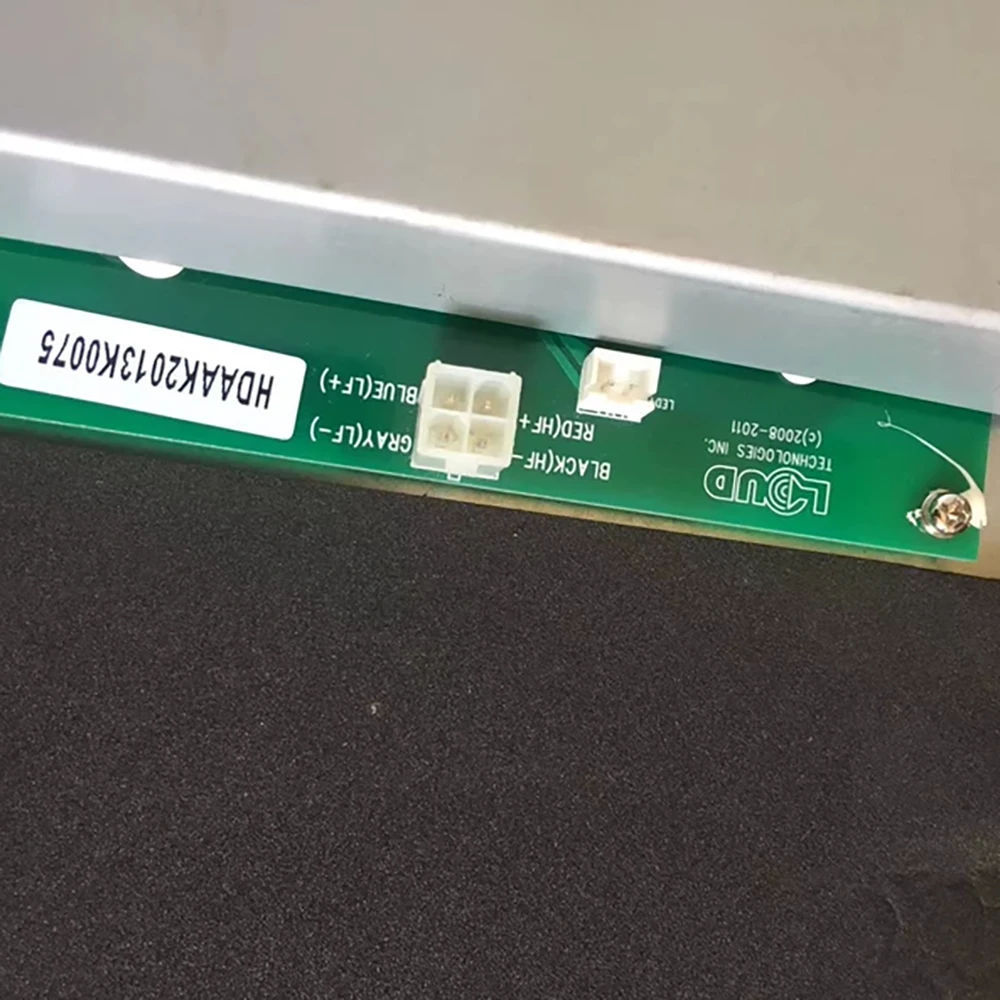 LOUD
TECHNOLOGIES INC.
(c)2008-2011
LED
BLACK(HF-
RED(HF+
GRAY(LF-)
BLUE(LF+)
HDAAK2013K0075